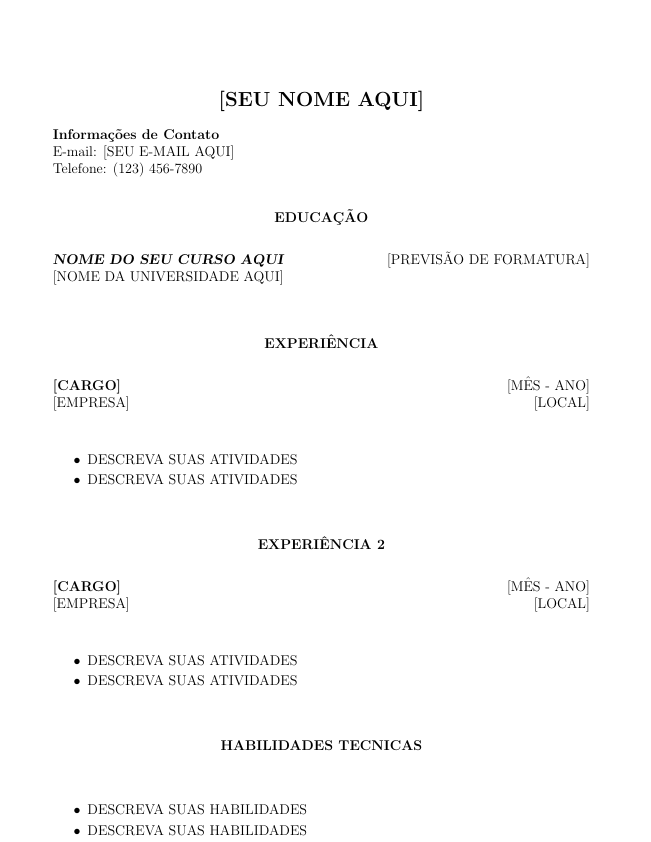 [SEU NOME AQUI]
Informações de Contato
E-mail: [SEU E-MAIL AQUI]
Telefone: (123) 456-7890
EDUCAÇÃO
NOME DO SEU CURSO AQUI [PREVISÃO DE FORMATURA]
[NOME DA UNIVERSIDADE AQUI]
EXPERIÊNCIA
[CARGO] [MÊS - ANO]
[EMPRESA] [LOCAL]
• DESCREVA SUAS ATIVIDADES
• DESCREVA SUAS ATIVIDADES
EXPERIÊNCIA 2
[CARGO] [MÊS - ANO]
[EMPRESA] [LOCAL]
• DESCREVA SUAS ATIVIDADES
• DESCREVA SUAS ATIVIDADES
HABILIDADES TECNICAS
• DESCREVA SUAS HABILIDADES
• DESCREVA SUAS HABILIDADES